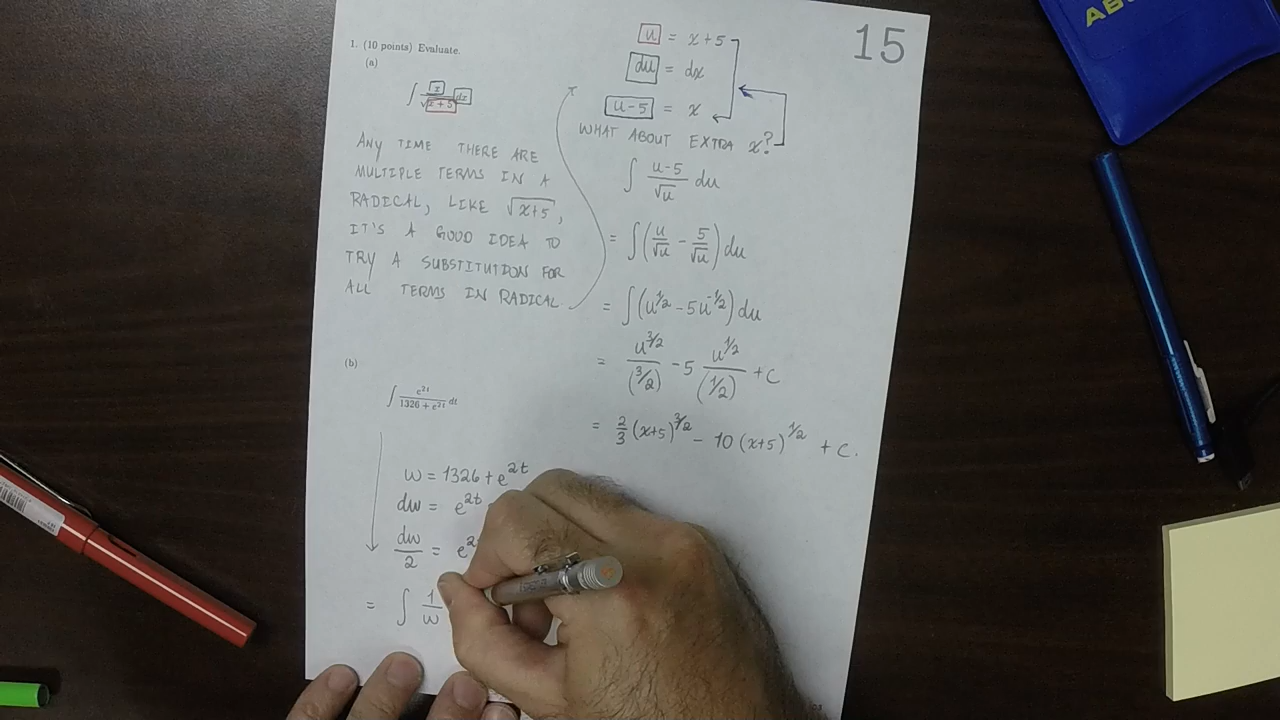 15
1. (10 points) Evaluate.
(a)
∫ x/√(x + 5) dx
ANY TIME THERE ARE
MULTIPLE TERMS IN A
RADICAL, LIKE √(x+5),
IT'S A GOOD IDEA TO
TRY A SUBSTITUTION FOR
ALL TERMS IN RADICAL
u = x+5
du = dx
u-5 = x
WHAT ABOUT EXTRA x?
∫ (u-5)/√u du
= ∫(u/√u - 5/√u) du
= ∫(u^(1/2) - 5u^(-1/2)) du
= u^(3/2)/(3/2) - 5 u^(1/2)/(1/2) + C
= 2/3 (x+5)^(3/2) - 10 (x+5)^(1/2) + C.
(b)
∫ e^(2t)/(1326 + e^(2t)) dt
w = 1326 + e^(2t)
dw = e^(2t)
dw/2 =
= ∫ 1/w